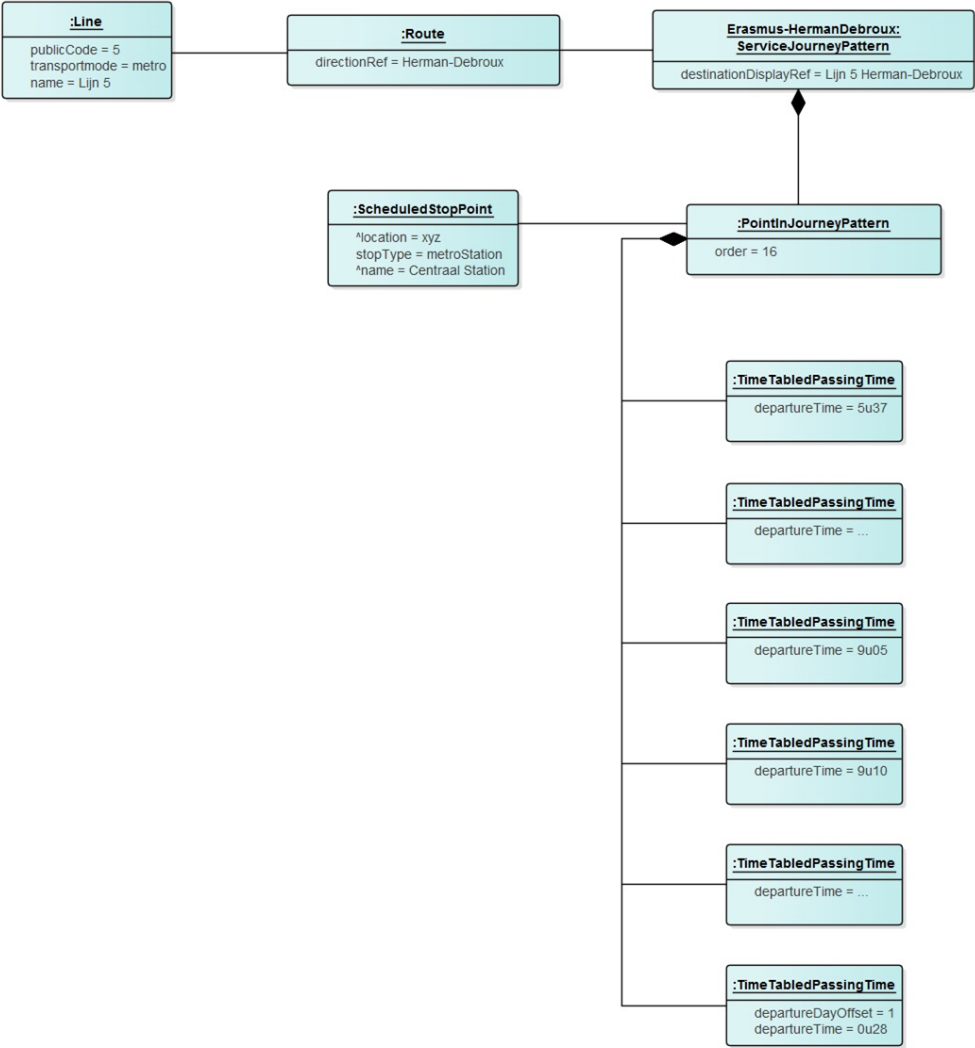 :Line
publicCode = 5
transportmode = metro
name = Lijn 5
:Route
directionRef = Herman-Debroux
Erasmus-HermanDebroux:
ServiceJourneyPattern
destinationDisplayRef = Lijn 5 Herman-Debroux
:ScheduledStopPoint
^location = xyz
stopType = metroStation
^name = Centraal Station
:PointInJourneyPattern
order = 16
:TimeTabledPassingTime
departureTime = 5u37
:TimeTabledPassingTime
departureTime = ...
:TimeTabledPassingTime
departureTime = 9u05
:TimeTabledPassingTime
departureTime = 9u10
:TimeTabledPassingTime
departureTime = ...
:TimeTabledPassingTime
departureDayOffset = 1
departureTime = 0u28